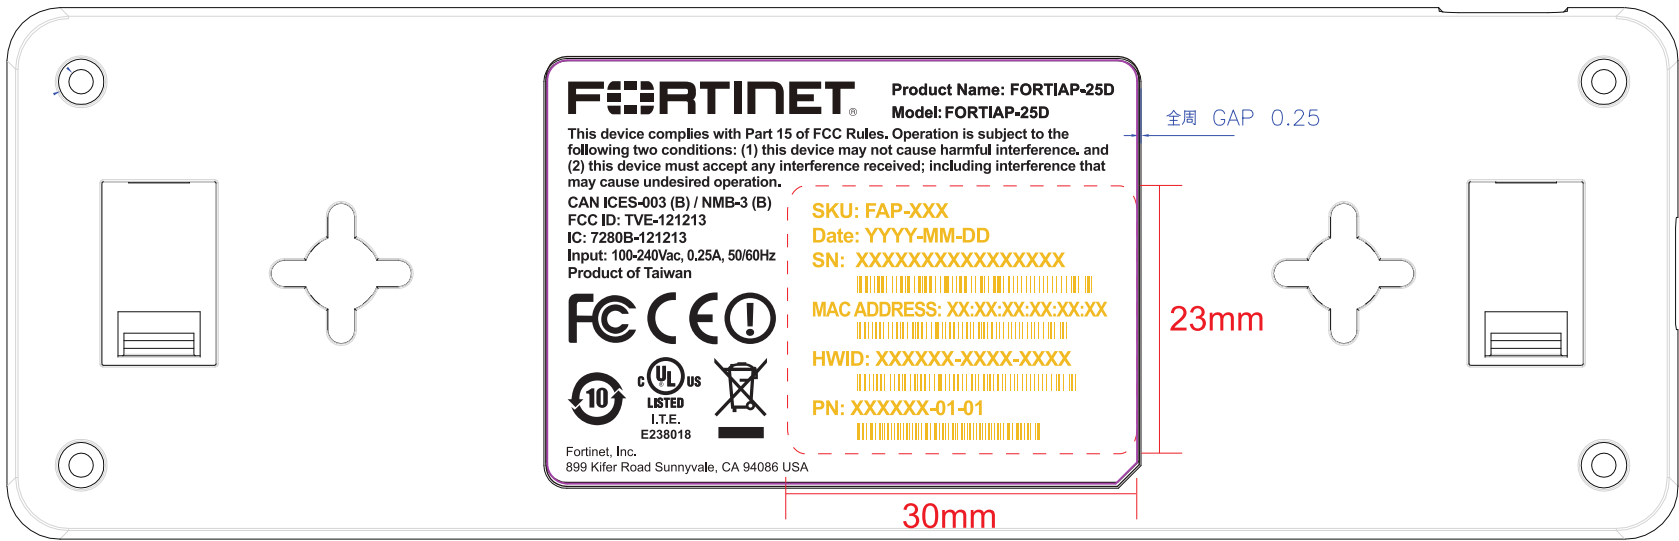 FORTINET®
Product Name: FORTIAP-25D
Model: FORTIAP-25D
This device complies with Part 15 of FCC Rules. Operation is subject to the
following two conditions: (1) this device may not cause harmful interference. and
(2) this device must accept any interference received; including interference that
may cause undesired operation.
CAN ICES-003 (B) / NMB-3 (B)
FCC ID: TVE-121213
IC: 7280B-121213
Input: 100-240Vac, 0.25A, 50/60Hz
Product of Taiwan
FC CE
10
C UL US
®
LISTED
I.T.E.
E238018
Fortinet, Inc.
899 Kifer Road Sunnyvale, CA 94086 USA
SKU: FAP-XXX
Date: YYYY-MM-DD
SN: XXXXXXXXXXXXXXXX
MAC ADDRESS: XX:XX:XX:XX:XX:XX
HWID: XXXXXX-XXXX-XXXX
PN: XXXXXX-01-01
全周 GAP 0.25
23mm
30mm